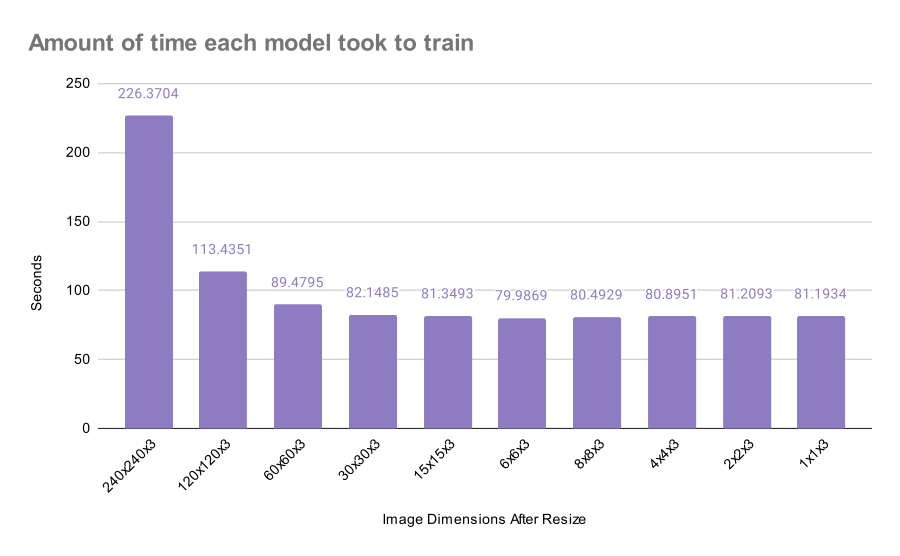 Amount of time each model took to train
250
200
150
100
50
0
Seconds
226.3704
113.4351
89.4795
82.1485
81.3493
79.9869
80.4929
80.8951
81.2093
81.1934
240x240x3
120x120x3
60x60x3
30x30x3
15x15x3
6x6x3
8x8x3
4x4x3
2x2x3
1x1x3
Image Dimensions After Resize